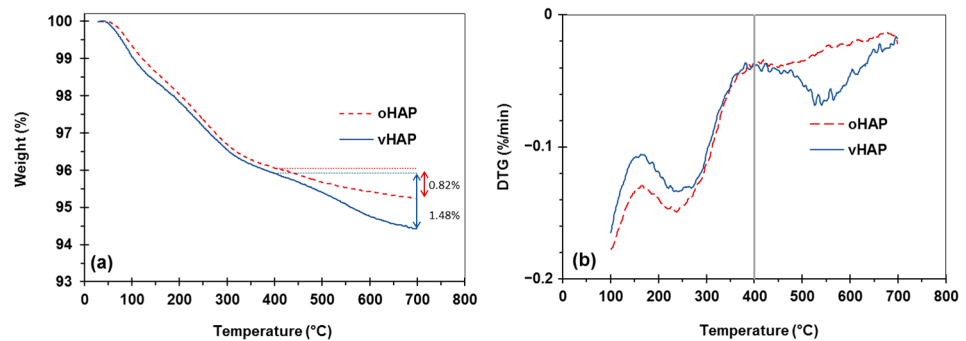 100
99
98
97
96
95
94
93
Weight (%)
oHAP
vHAP
0.82%
1.48%
(a)
0 100 200 300 400 500 600 700 800
Temperature (°C)
0
−0.1
−0.2
DTG (%/min)
oHAP
vHAP
(b)
0 100 200 300 400 500 600 700 800
Temperature (°C)